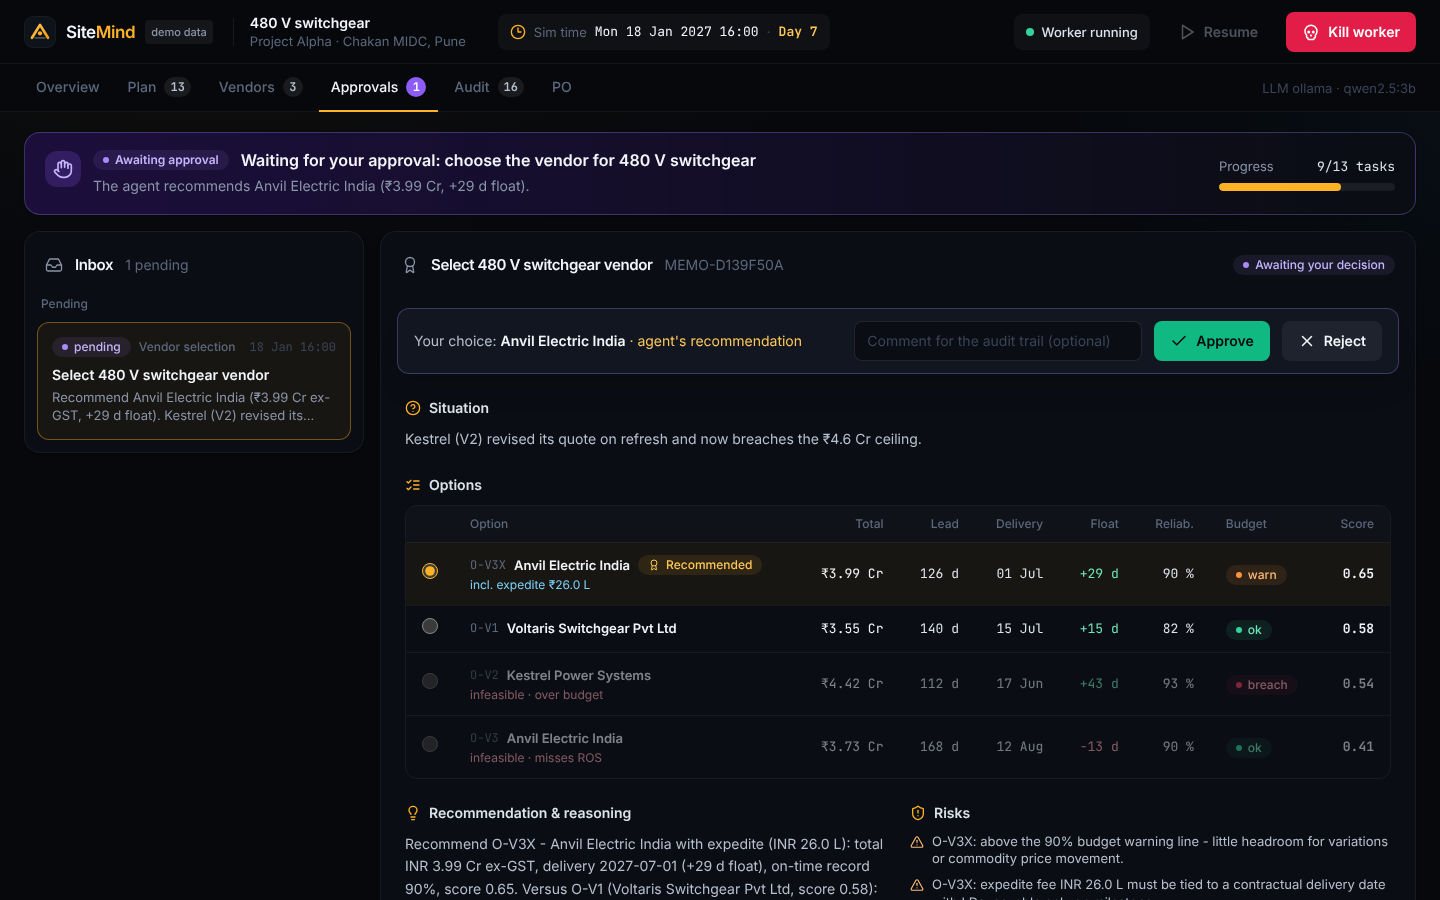 SiteMind demo data
480 V switchgear
Project Alpha · Chakan MIDC, Pune
Sim time Mon 18 Jan 2027 16:00 · Day 7
Worker running
Resume
Kill worker
Overview
Plan 13
Vendors 3
Approvals 1
Audit 16
PO
LLM ollama · qwen2.5:3b
Awaiting approval Waiting for your approval: choose the vendor for 480 V switchgear
The agent recommends Anvil Electric India (₹3.99 Cr, +29 d float).
Progress 9/13 tasks
Inbox 1 pending
Pending
pending Vendor selection 18 Jan 16:00
Select 480 V switchgear vendor
Recommend Anvil Electric India (₹3.99 Cr ex-
GST, +29 d float). Kestrel (V2) revised its...
Select 480 V switchgear vendor MEMO-D139F50A
Awaiting your decision
Your choice: Anvil Electric India · agent's recommendation
Comment for the audit trail (optional)
Approve
Reject
Situation
Kestrel (V2) revised its quote on refresh and now breaches the ₹4.6 Cr ceiling.
Options
Option Total Lead Delivery Float Reliab. Budget Score
O-V3X Anvil Electric India Recommended ₹3.99 Cr 126 d 01 Jul +29 d 90 % warn 0.65
incl. expedite ₹26.0 L
O-V1 Voltaris Switchgear Pvt Ltd ₹3.55 Cr 140 d 15 Jul +15 d 82 % ok 0.58
O-V2 Kestrel Power Systems ₹4.42 Cr 112 d 17 Jun +43 d 93 % breach 0.54
infeasible · over budget
O-V3 Anvil Electric India ₹3.73 Cr 168 d 12 Aug -13 d 90 % ok 0.41
infeasible · misses ROS
Recommendation & reasoning
Recommend O-V3X - Anvil Electric India with expedite (INR 26.0 L): total
INR 3.99 Cr ex-GST, delivery 2027-07-01 (+29 d float), on-time record
90%, score 0.65. Versus O-V1 (Voltaris Switchgear Pvt Ltd, score 0.58):
Risks
O-V3X: above the 90% budget warning line - little headroom for variations
or commodity price movement.
O-V3X: expedite fee INR 26.0 L must be tied to a contractual delivery date